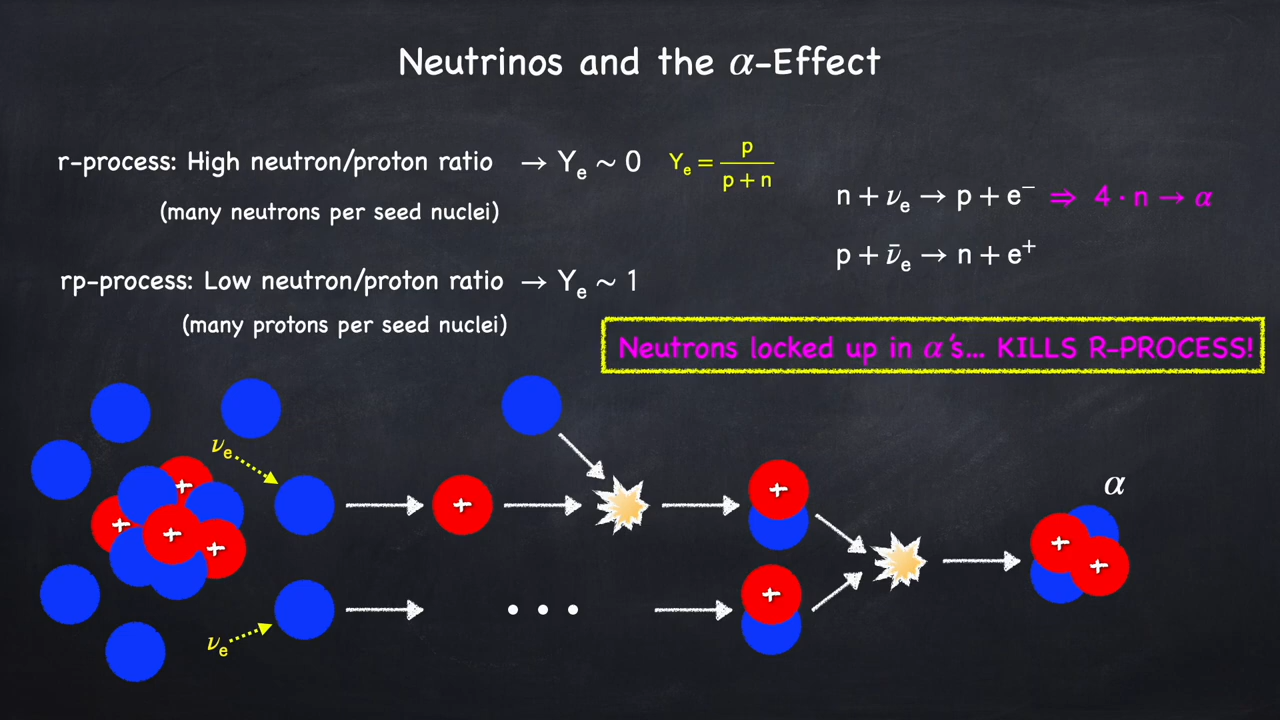 Neutrinos and the α-Effect
r-process: High neutron/proton ratio → Yₑ ~ 0
(many neutrons per seed nuclei)
Yₑ = p / (p + n)
rp-process: Low neutron/proton ratio → Yₑ ~ 1
(many protons per seed nuclei)
n + νₑ → p + e⁻ ⇒ 4 · n → α
p + ν̄ₑ → n + e⁺
Neutrons locked up in α's... KILLS R-PROCESS!
νₑ
+ + + +
+
+
α
+ +
νₑ
. . .
+